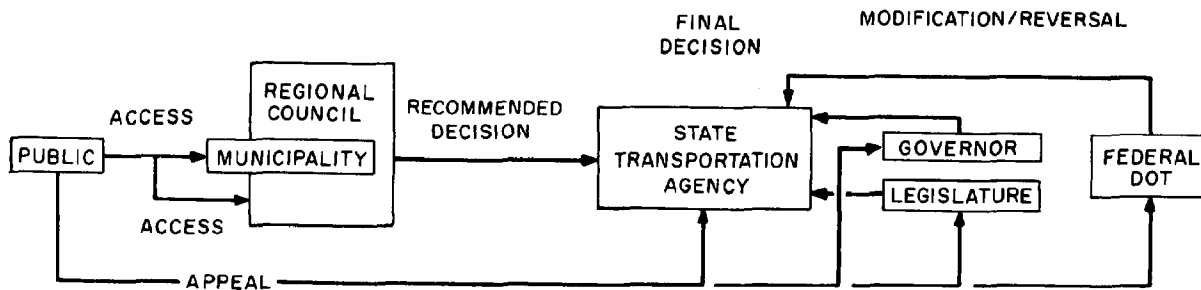 FINAL
DECISION
MODIFICATION/REVERSAL
REGIONAL
COUNCIL
ACCESS
RECOMMENDED
DECISION
PUBLIC
MUNICIPALITY
STATE
TRANSPORTATION
AGENCY
GOVERNOR
LEGISLATURE
FEDERAL
DOT
ACCESS
APPEAL